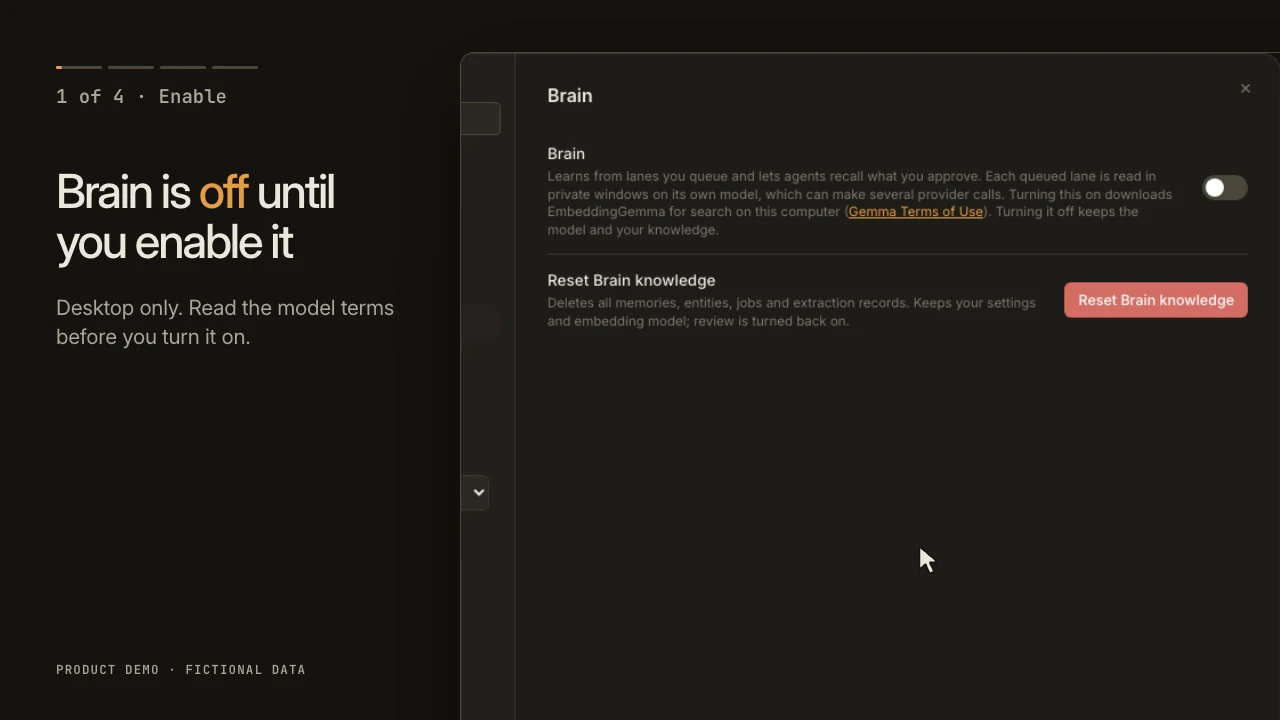 1 of 4 · Enable
Brain is off until
you enable it
Desktop only. Read the model terms
before you turn it on.
PRODUCT DEMO · FICTIONAL DATA
Brain
Brain
Learns from lanes you queue and lets agents recall what you approve. Each queued lane is read in
private windows on its own model, which can make several provider calls. Turning this on downloads
EmbeddingGemma for search on this computer (Gemma Terms of Use). Turning it off keeps the
model and your knowledge.
Reset Brain knowledge
Deletes all memories, entities, jobs and extraction records. Keeps your settings
and embedding model; review is turned back on.
Reset Brain knowledge